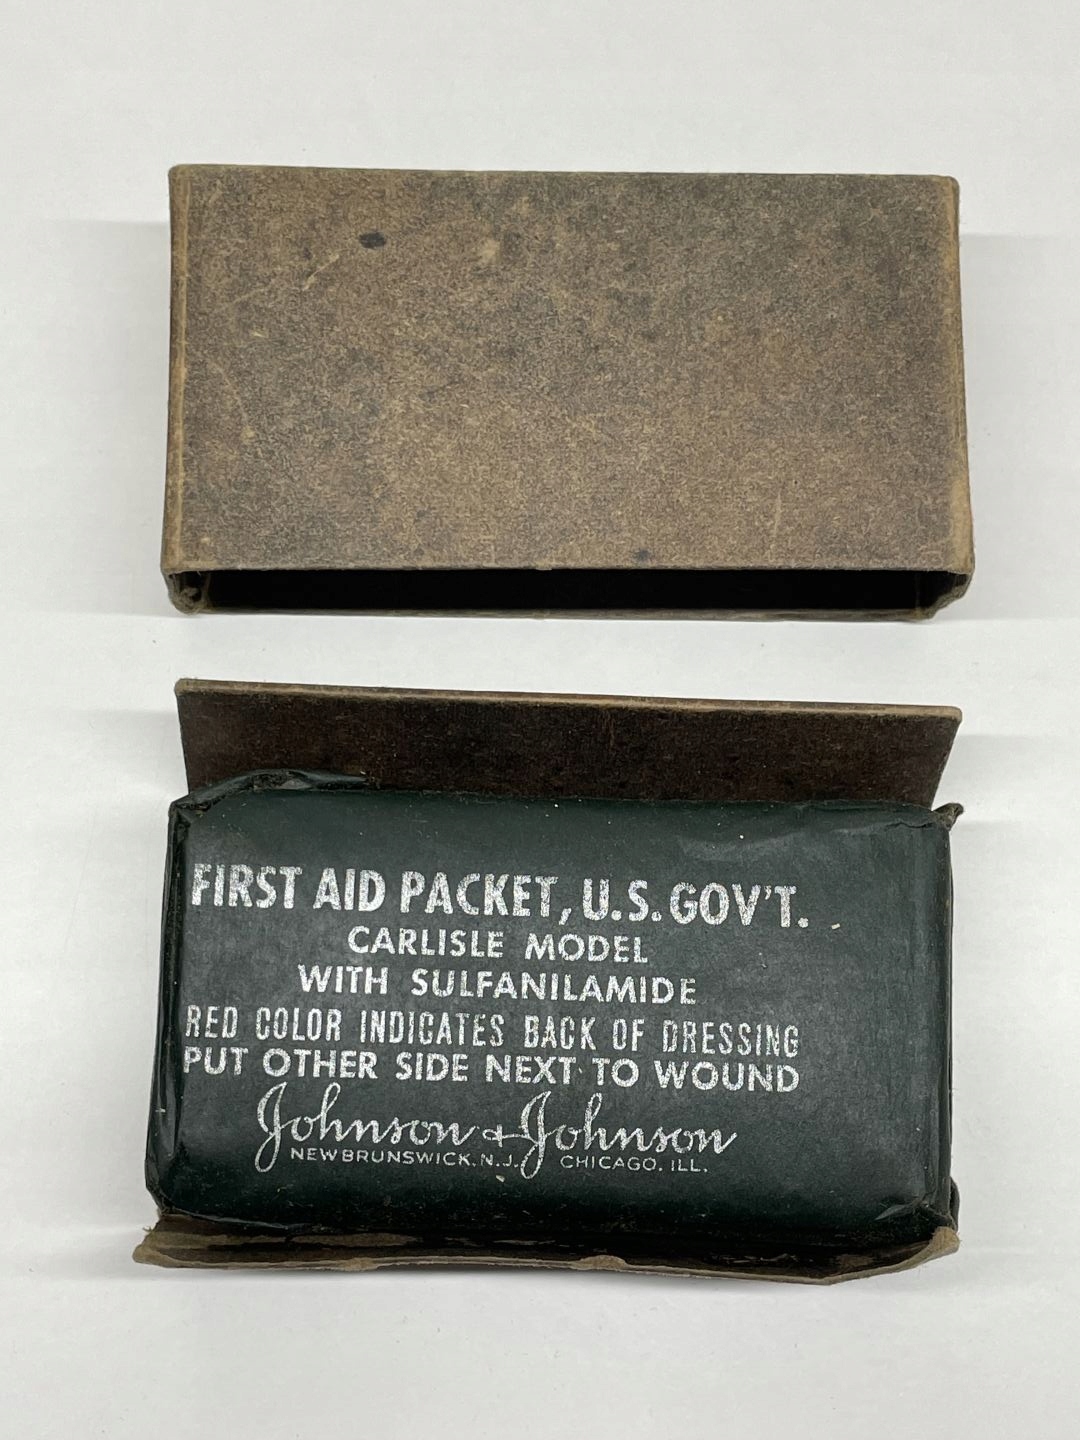 FIRST AID PACKET, U.S. GOV'T.
CARLISLE MODEL
WITH SULFANILAMIDE
RED COLOR INDICATES BACK OF DRESSING
PUT OTHER SIDE NEXT TO WOUND
Johnson & Johnson
NEW BRUNSWICK, N.J. CHICAGO, ILL.